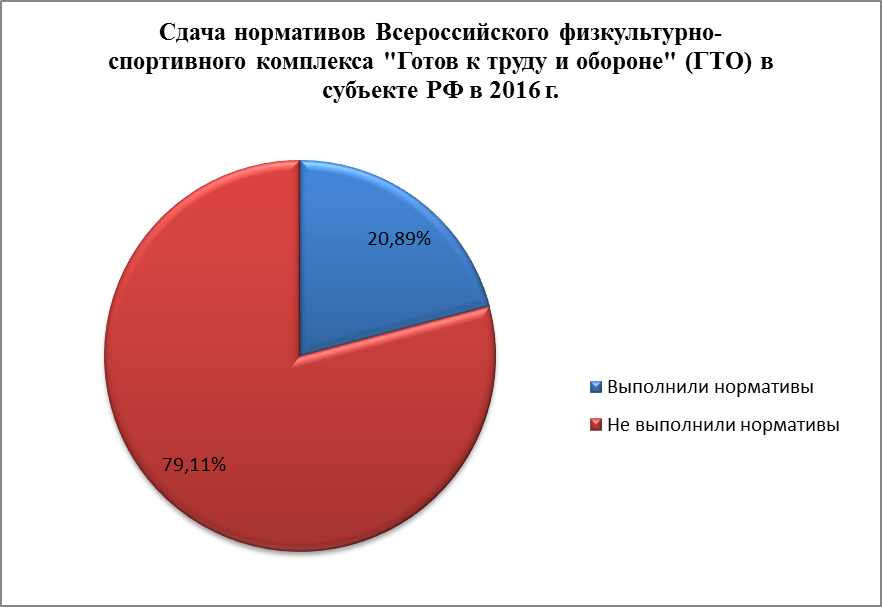 Сдача нормативов Всероссийского физкультурно-
спортивного комплекса "Готов к труду и обороне" (ГТО) в
субъекте РФ в 2016 г.
20,89%
Выполнили нормативы
Не выполнили нормативы
79,11%